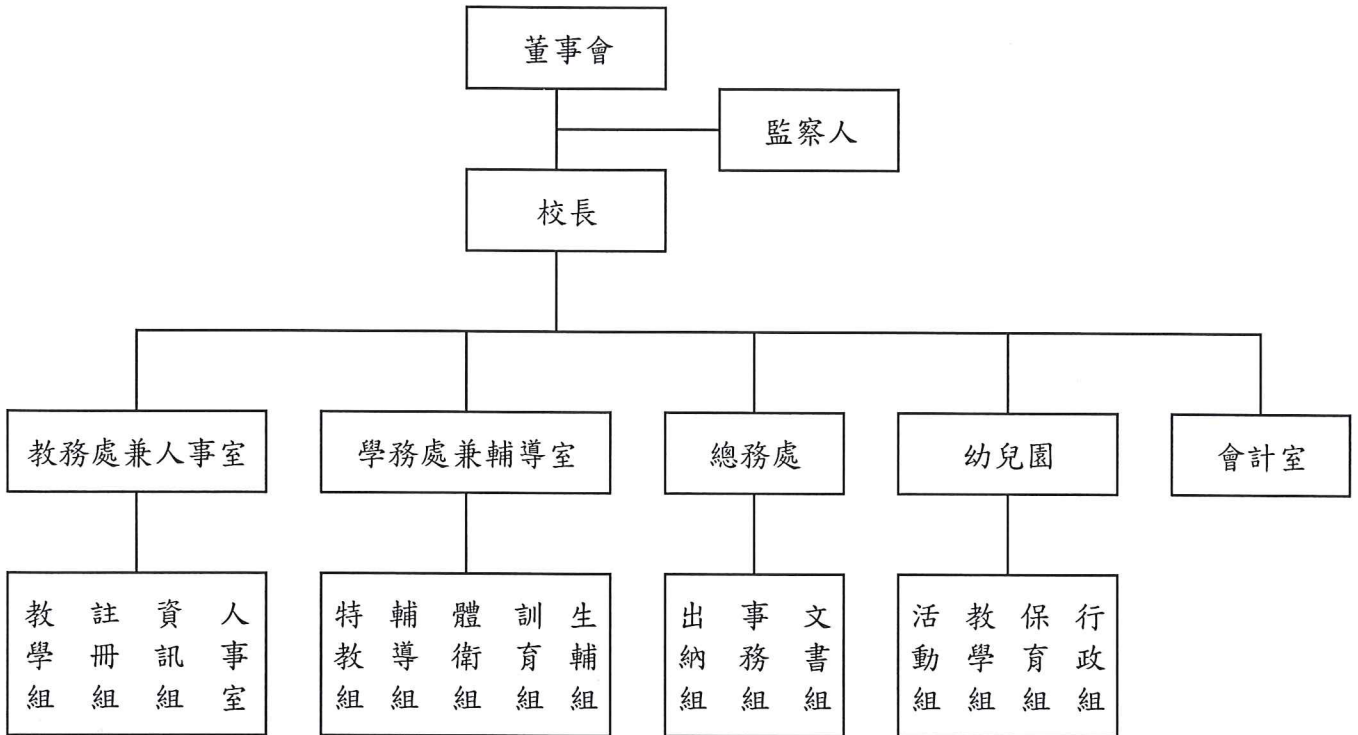 董事會
監察人
校長
教務處兼人事室
學務處兼輔導室
總務處
幼兒園
會計室
教學組
註冊組
資訊組
人事室
特教組
輔導組
體衛組
訓育組
生輔組
出納組
事務組
文書組
活動組
教學組
保育組
行政組